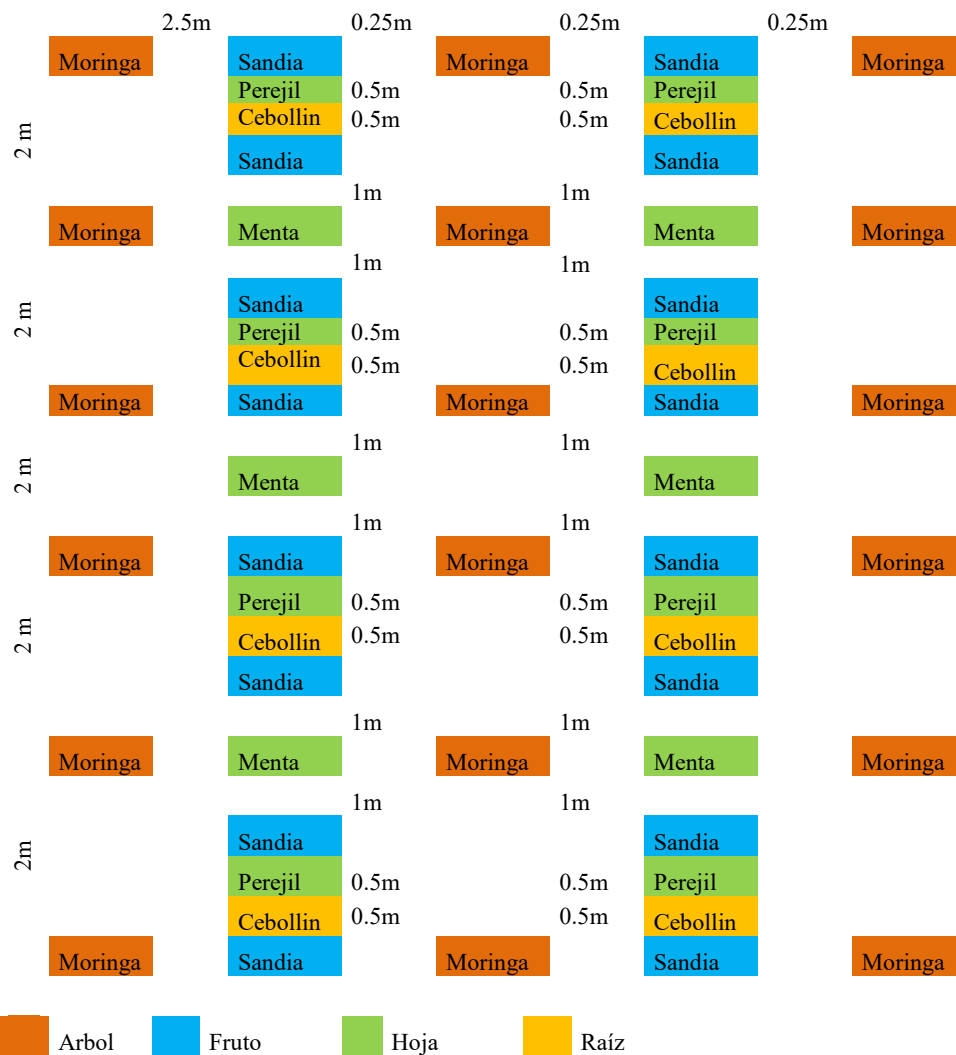 2.5m 0.25m 0.25m 0.25m
Moringa Sandia Moringa Sandia Moringa
Perejil 0.5m 0.5m Perejil
Cebollin 0.5m 0.5m Cebollin
2 m
Sandia Sandia
1m 1m
Moringa Menta Moringa Menta Moringa
1m 1m
Sandia Sandia
2 m
Perejil 0.5m 0.5m Perejil
Cebollin 0.5m 0.5m Cebollin
Moringa Sandia Moringa Sandia Moringa
1m 1m
2 m
Menta Menta
1m 1m
Moringa Sandia Moringa Sandia Moringa
Perejil 0.5m 0.5m Perejil
2 m
Cebollin 0.5m 0.5m Cebollin
Sandia Sandia
1m 1m
Moringa Menta Moringa Menta Moringa
1m 1m
Sandia Sandia
2m
Perejil 0.5m 0.5m Perejil
Cebollin 0.5m 0.5m Cebollin
Moringa Sandia Moringa Sandia Moringa
Arbol Fruto Hoja Raíz